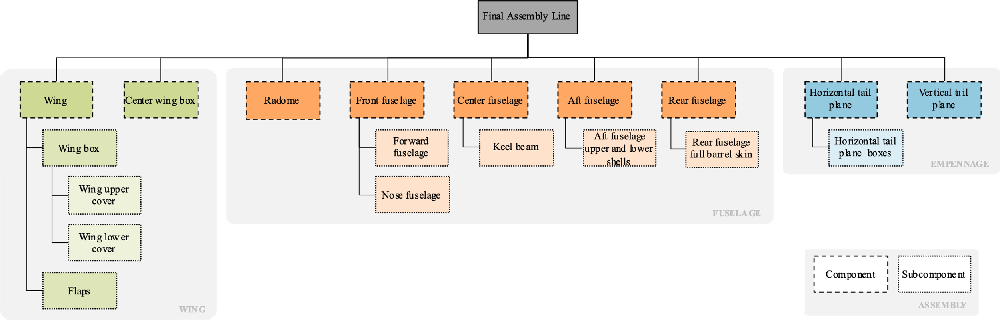 Final Assembly Line
Wing
Center wing box
Radome
Front fuselage
Center fuselage
Aft fuselage
Rear fuselage
Horizontal tail
plane
Vertical tail
plane
Wing box
Wing upper
cover
Wing lower
cover
Flaps
WING
Forward
fuselage
Nose fuselage
Keel beam
Aft fuselage
upper and lower
shells
Rear fuselage
full barrel skin
FUSELAGE
Horizontal tail
plane boxes
EMPENNAGE
Component
Subcomponent
ASSEMBLY